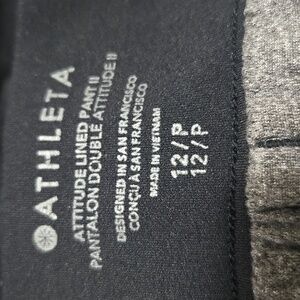 ATHLETA
ATTITUDE LINED PANT II
PANTALON DOUBLE ATTITUDE II
DESIGNED IN SAN FRANCISCO
CONÇU À SAN FRANCISCO
MADE IN VIETNAM
12/P
12/P